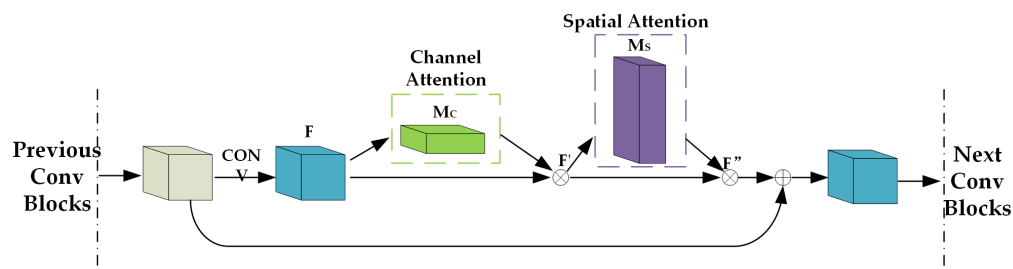 Previous
Conv
Blocks
CON
V
F
Channel
Attention
Mc
F'
Spatial Attention
Ms
F”
Next
Conv
Blocks